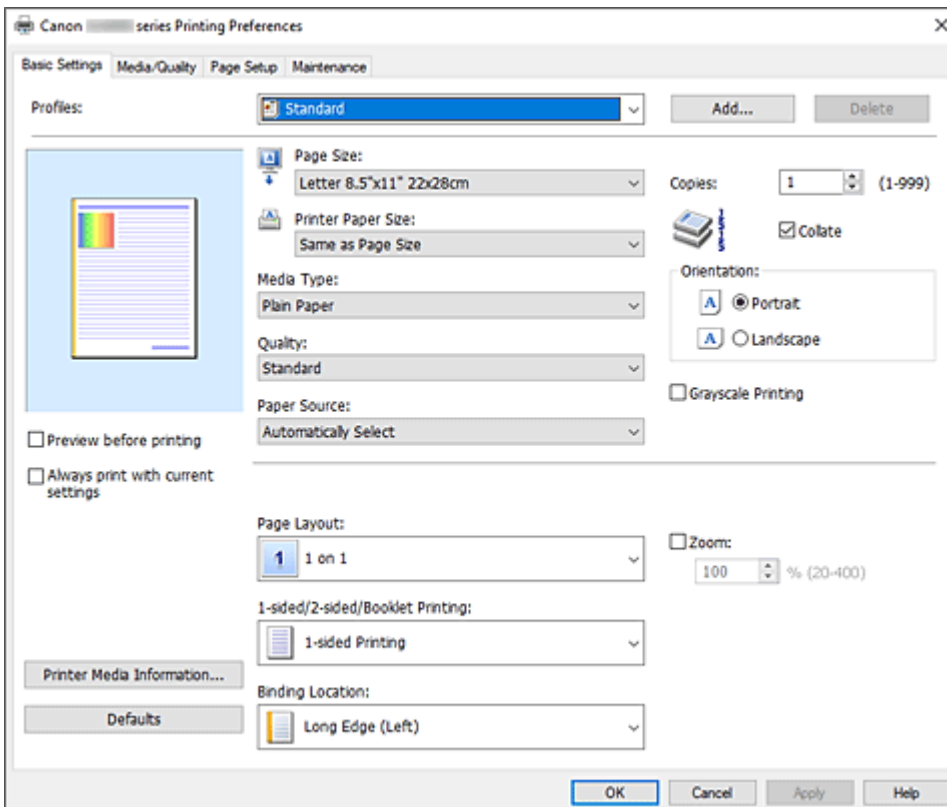 Canon series Printing Preferences
Basic Settings Media/Quality Page Setup Maintenance
Profiles: Standard Add... Delete
Page Size:
Letter 8.5"x11" 22x28cm
Copies: 1 (1-999)
Printer Paper Size:
Same as Page Size
Collate
Media Type:
Plain Paper
Orientation:
A Portrait
A Landscape
Quality:
Standard
Grayscale Printing
Paper Source:
Automatically Select
Preview before printing
Always print with current
settings
Page Layout:
1 1 on 1
Zoom:
100 % (20-400)
1-sided/2-sided/Booklet Printing:
1-sided Printing
Printer Media Information...
Defaults
Binding Location:
Long Edge (Left)
OK Cancel Apply Help